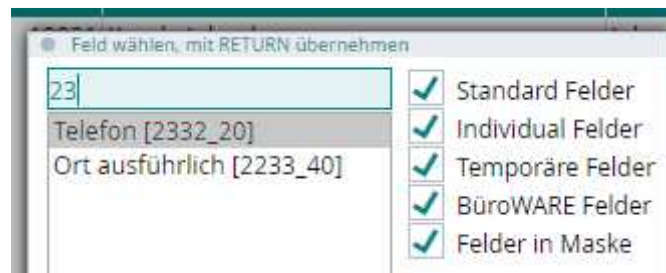 Feld wählen, mit RETURN übernehmen
23
Telefon [2332_20]
Ort ausführlich [2233_40]
Standard Felder
Individual Felder
Temporäre Felder
BüroWARE Felder
Felder in Maske